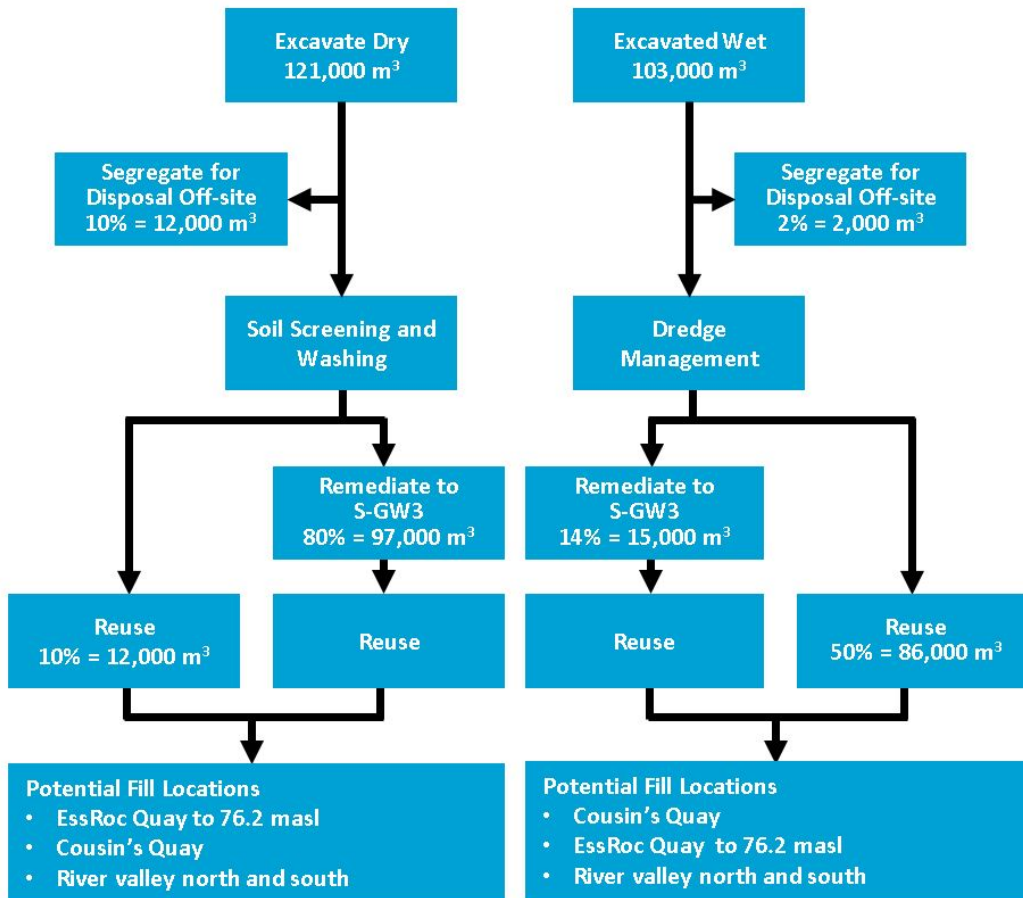 Excavate Dry
121,000 m³
Excavated Wet
103,000 m³
Segregate for
Disposal Off-site
10% = 12,000 m³
Segregate for
Disposal Off-site
2% = 2,000 m³
Soil Screening and
Washing
Dredge
Management
Remediate to
S-GW3
80% = 97,000 m³
Remediate to
S-GW3
14% = 15,000 m³
Reuse
10% = 12,000 m³
Reuse
Reuse
Reuse
50% = 86,000 m³
Potential Fill Locations
• EssRoc Quay to 76.2 masl
• Cousin's Quay
• River valley north and south
Potential Fill Locations
• Cousin's Quay
• EssRoc Quay to 76.2 masl
• River valley north and south